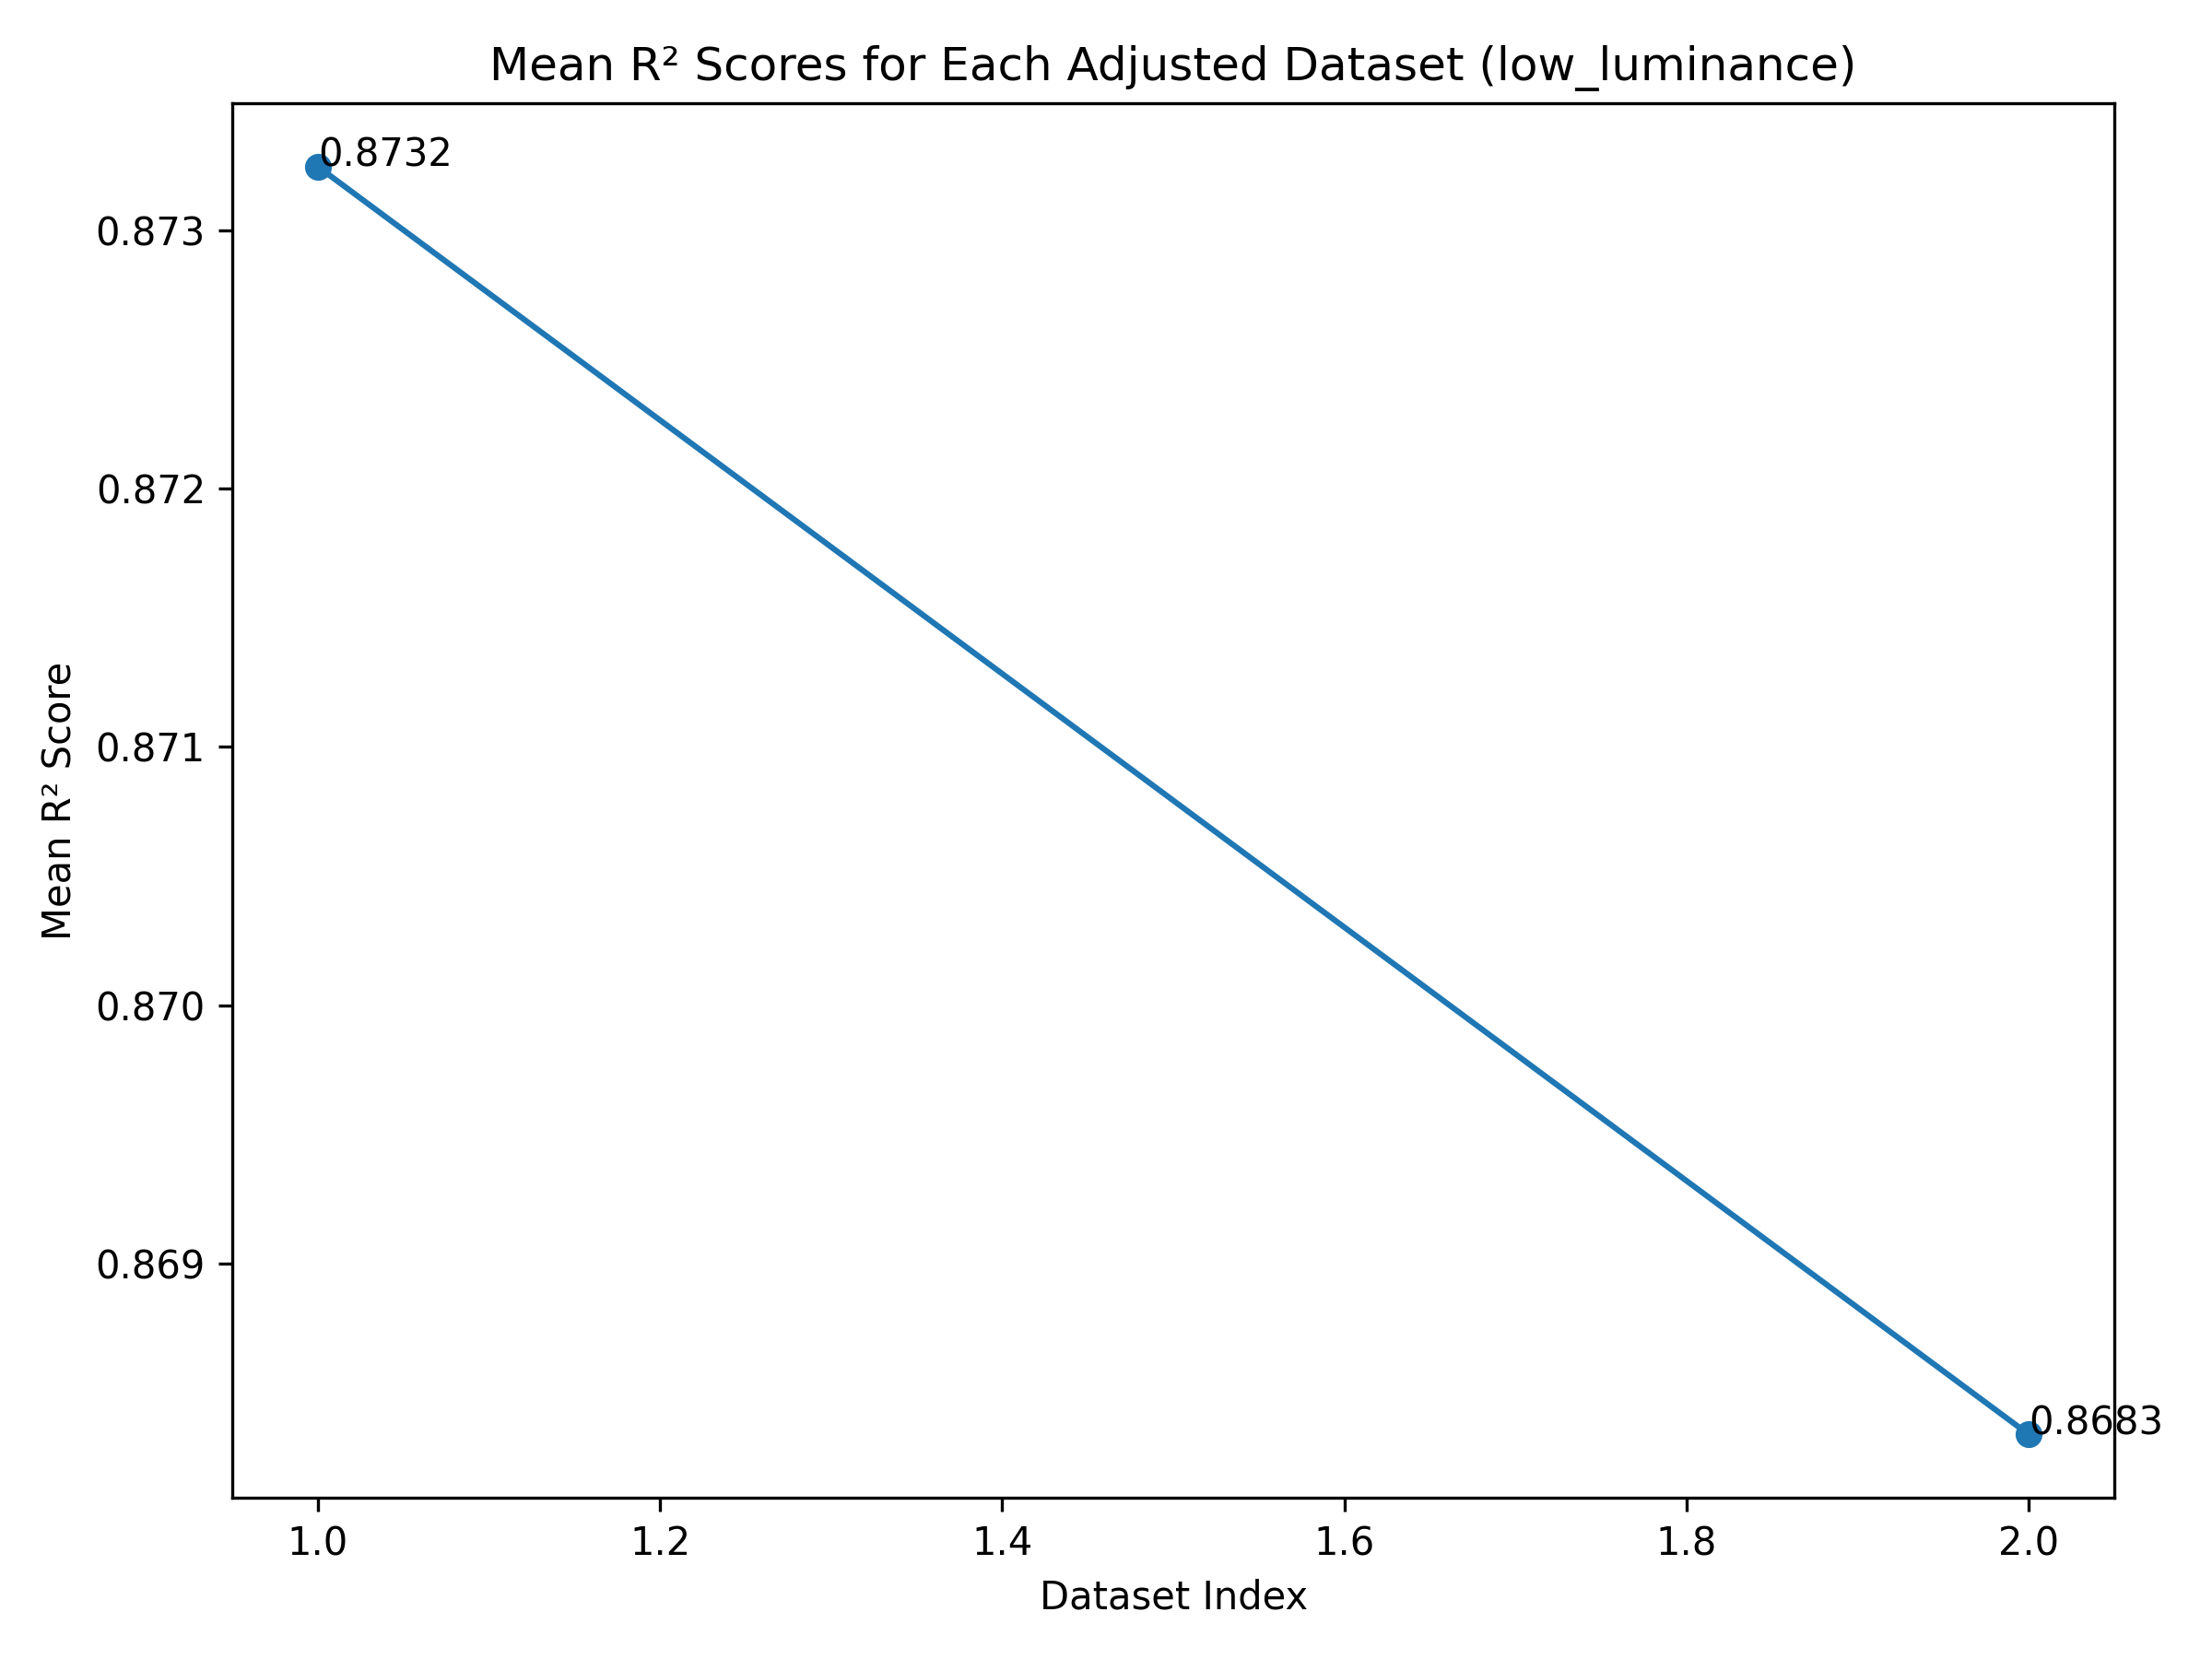 Mean R² Scores for Each Adjusted Dataset (low_luminance)
0.8732
0.873
0.872
0.871
0.870
0.869
Mean R² Score
0.8683
1.0 1.2 1.4 1.6 1.8 2.0
Dataset Index